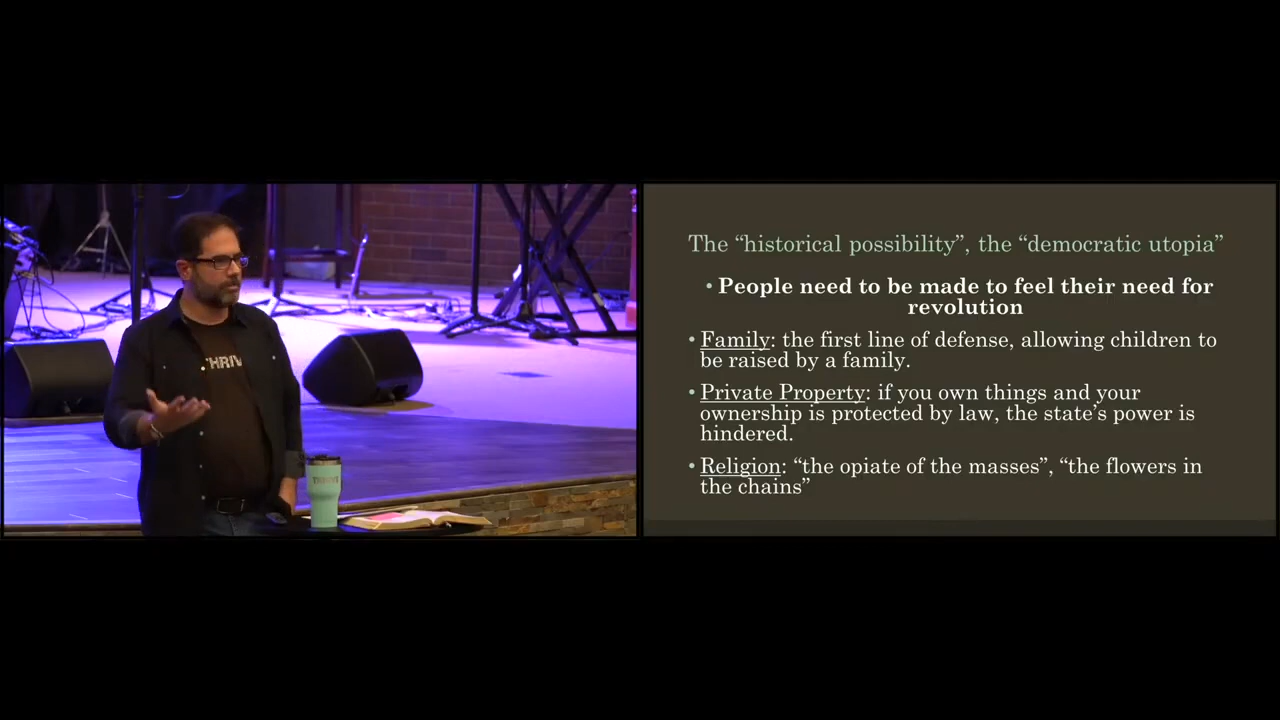 THRIV
THRIVE
The “historical possibility”, the “democratic utopia”
• People need to be made to feel their need for
revolution
• Family: the first line of defense, allowing children to
be raised by a family.
• Private Property: if you own things and your
ownership is protected by law, the state’s power is
hindered.
• Religion: “the opiate of the masses”, “the flowers in
the chains”